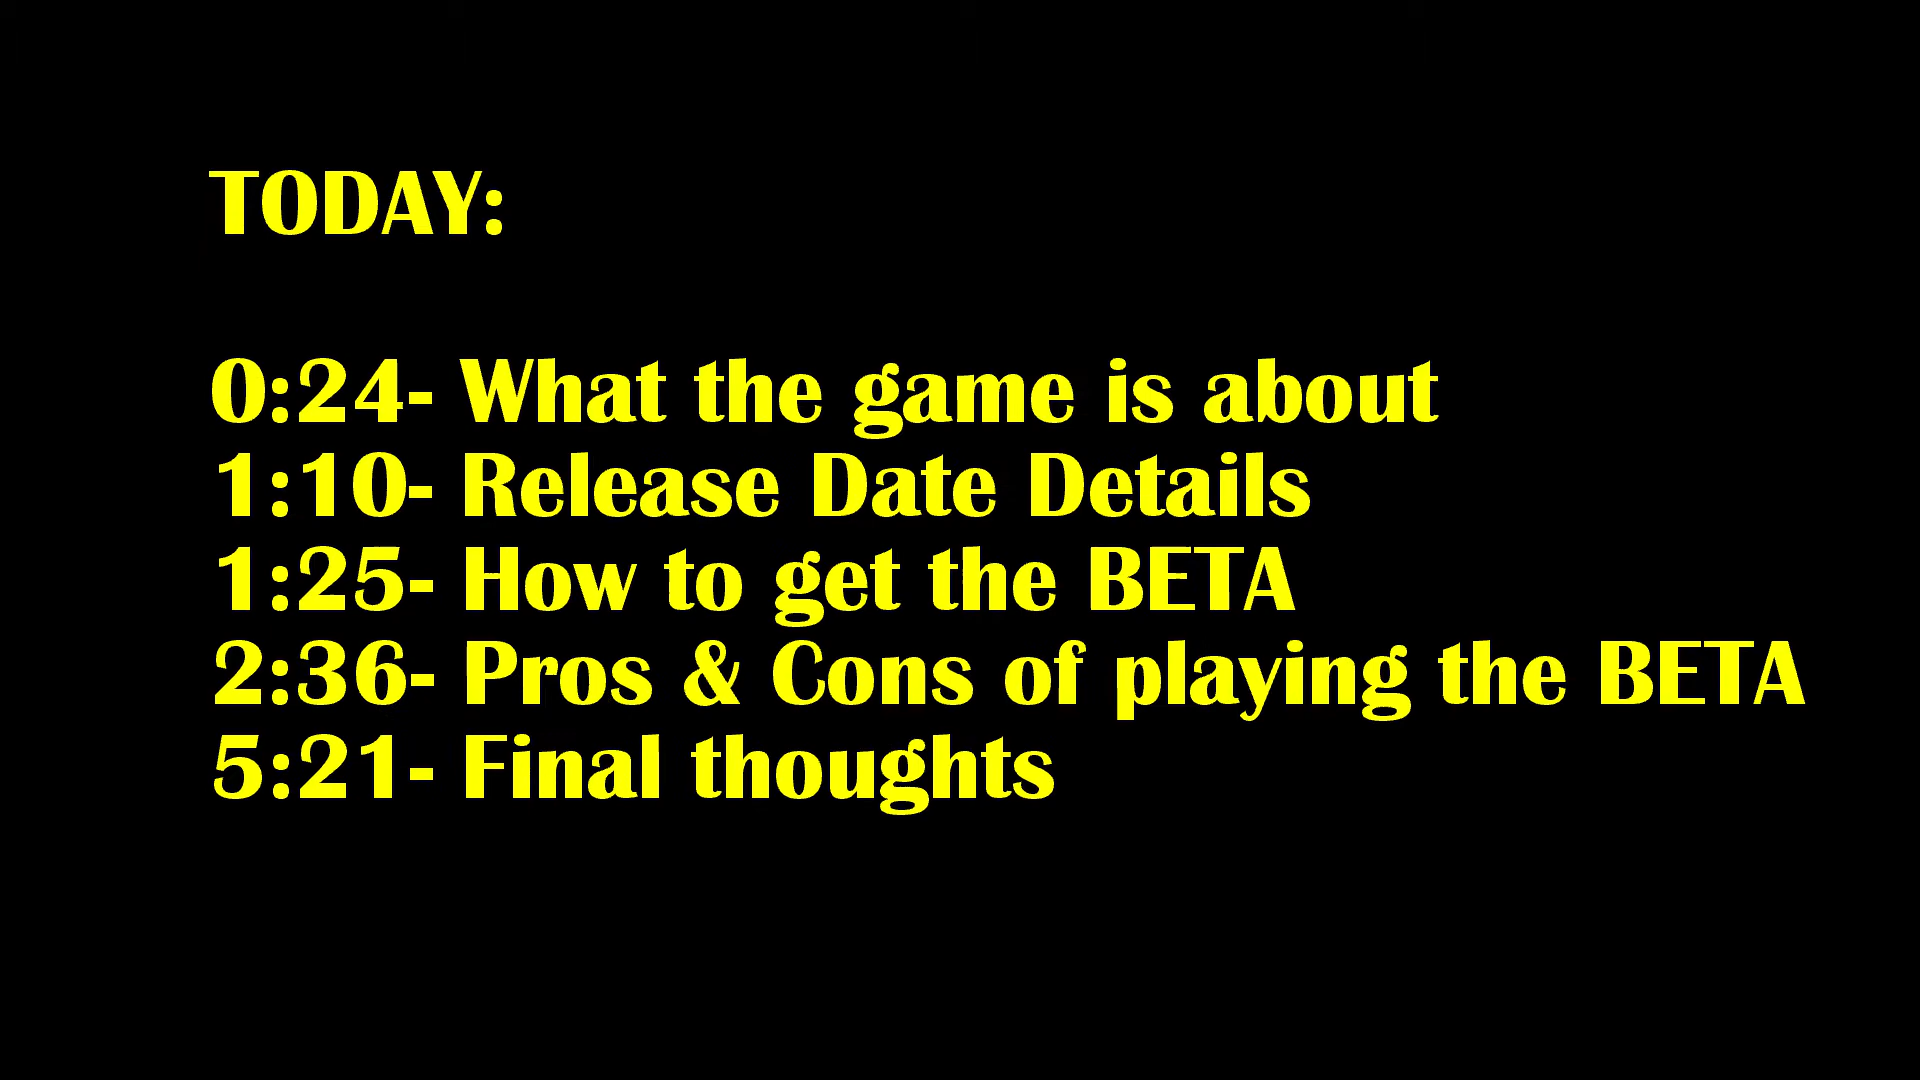 TODAY:
0:24- What the game is about
1:10- Release Date Details
1:25- How to get the BETA
2:36- Pros & Cons of playing the BETA
5:21- Final thoughts